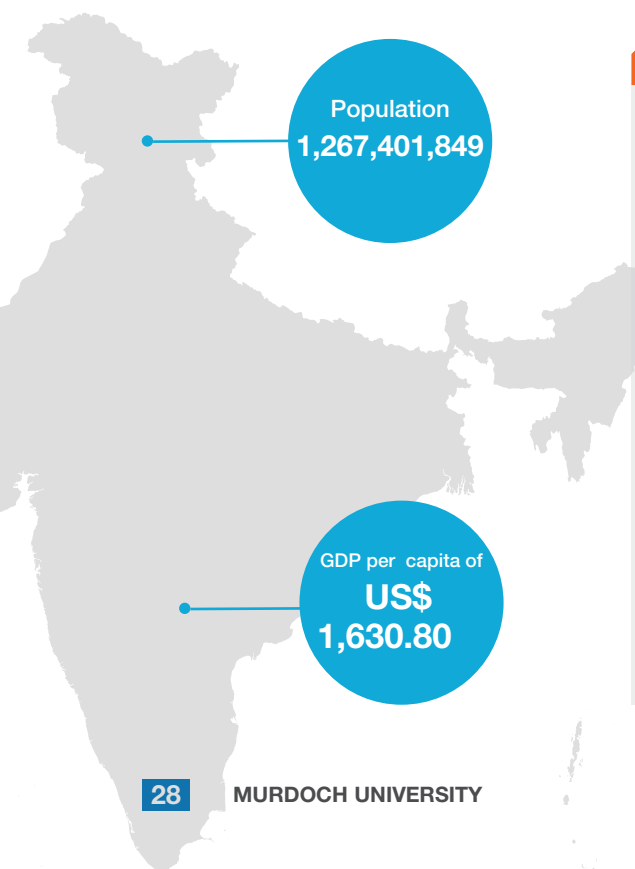 Population
1,267,401,849
GDP per capita of
US$
1,630.80
28 MURDOCH UNIVERSITY